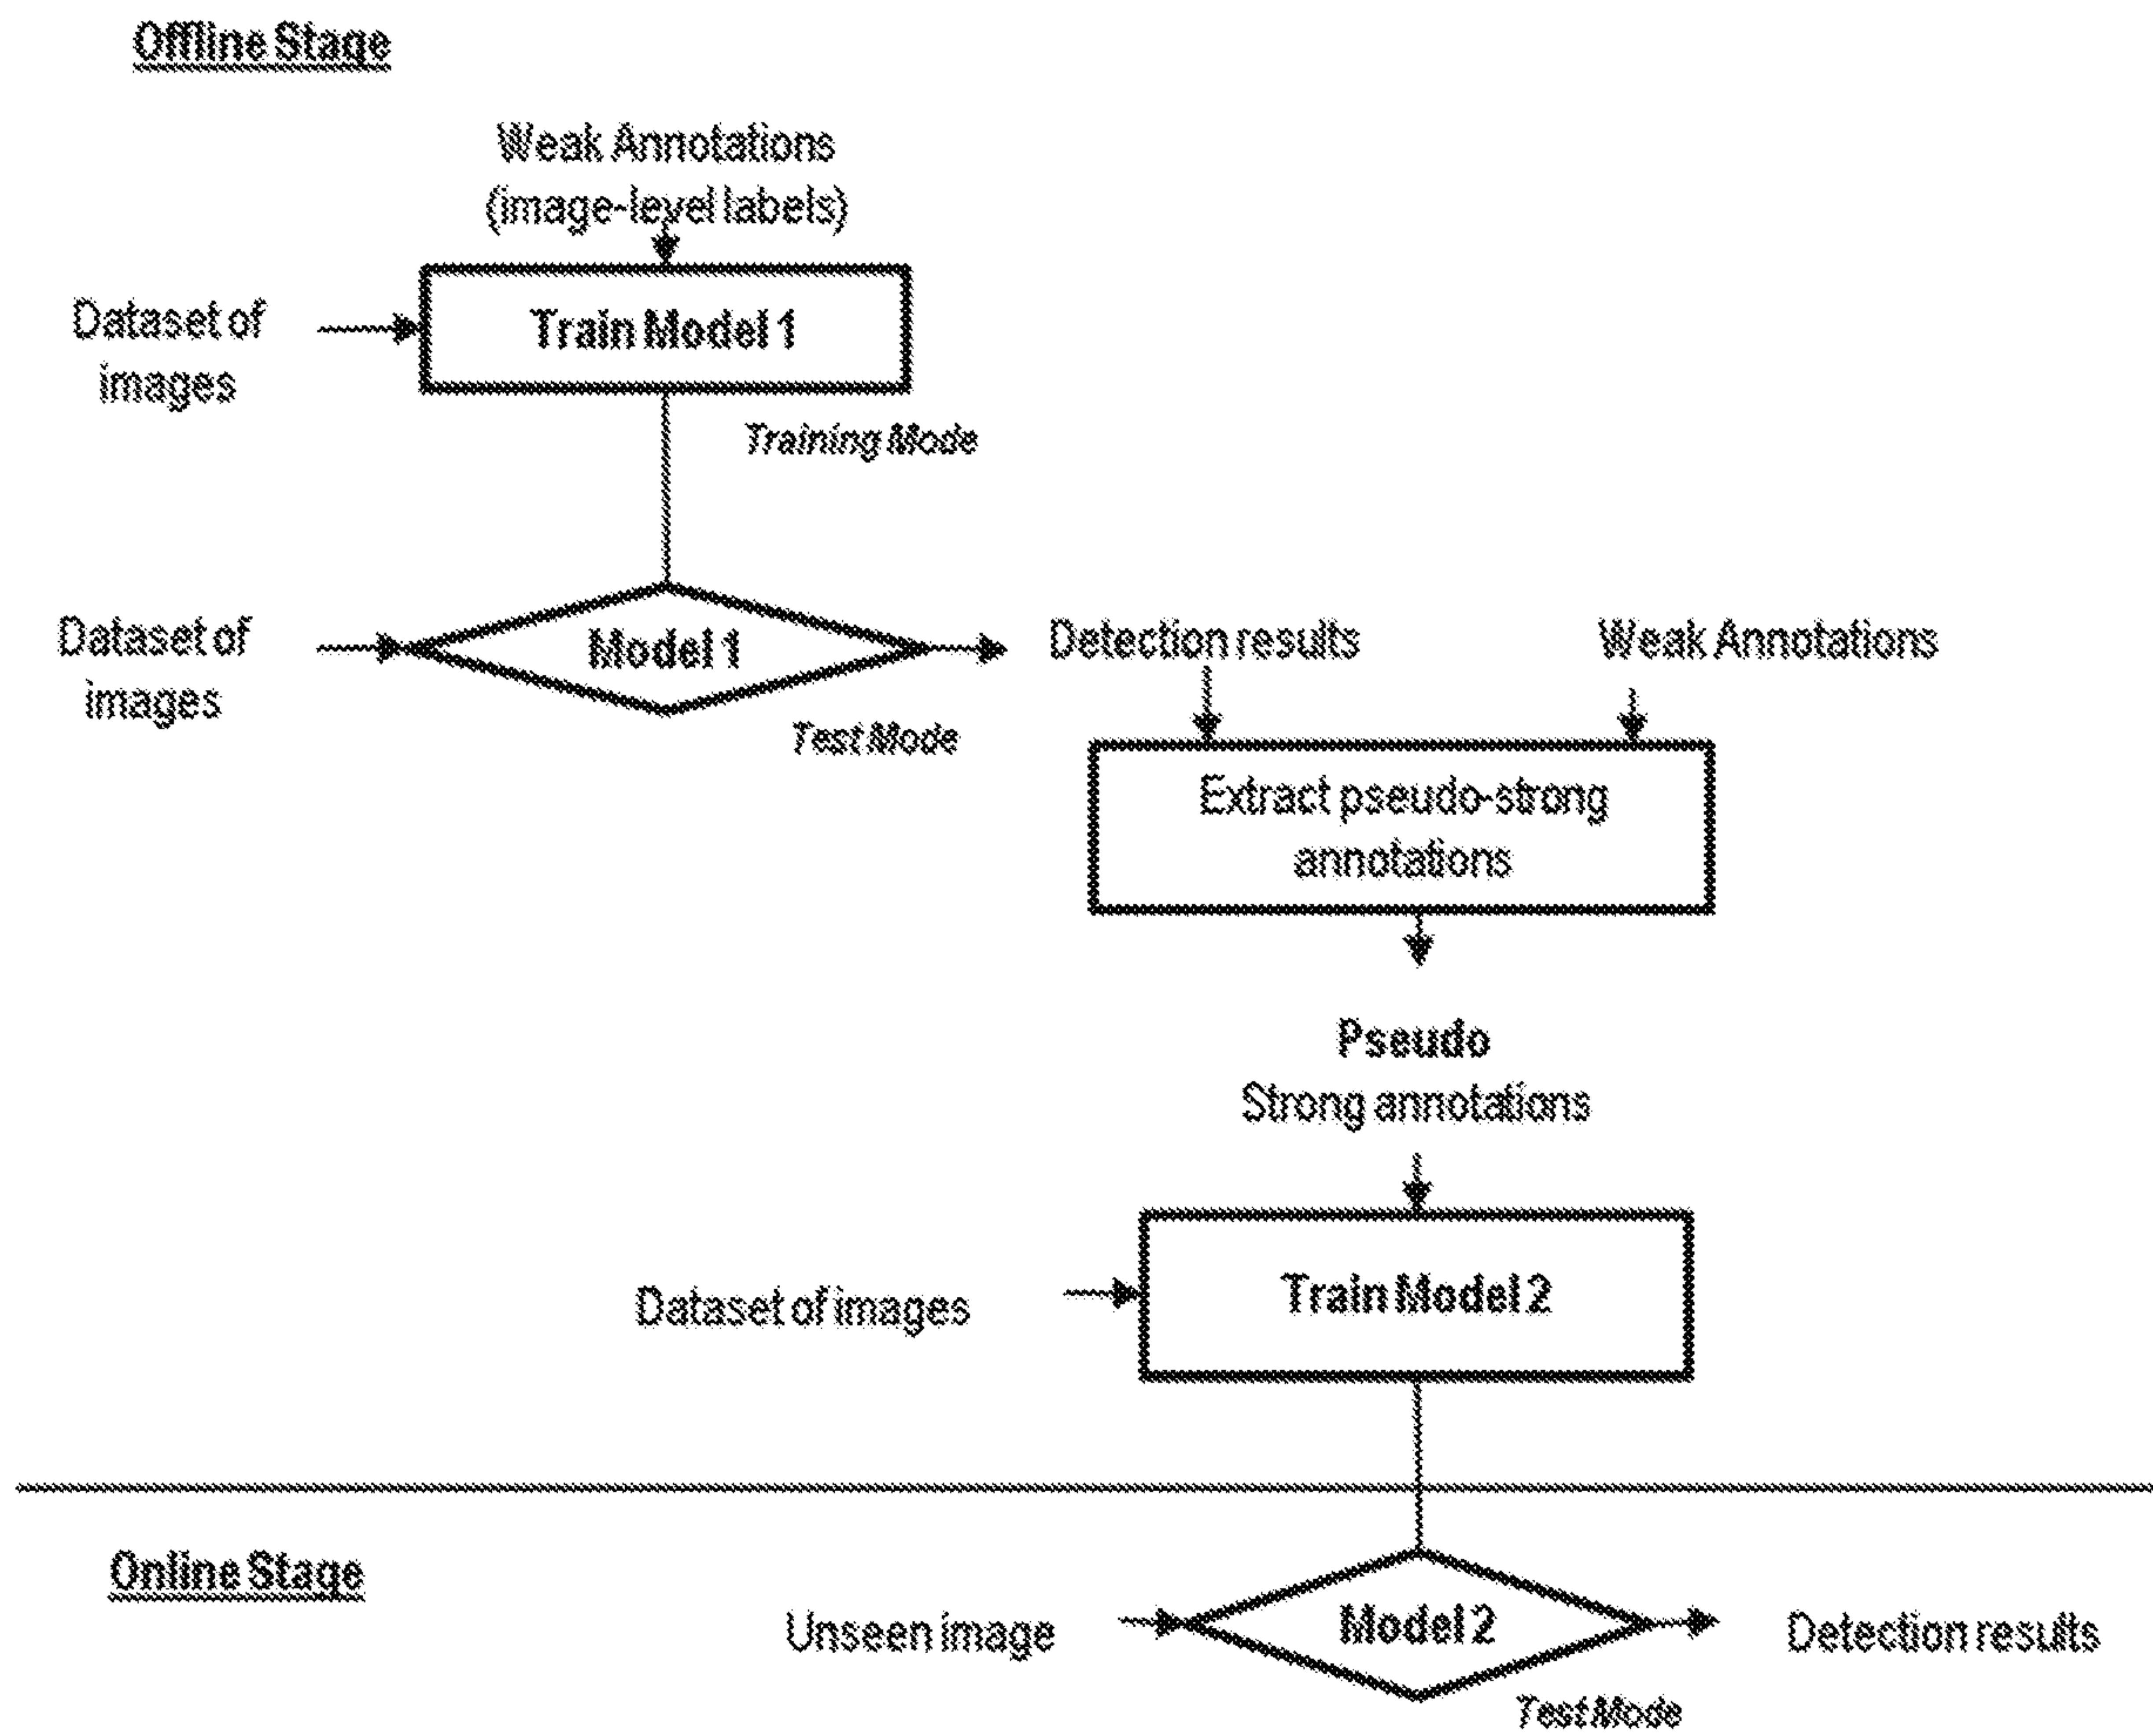 Offline Stage
Weak Annotations
(image-level labels)
Dataset of
images
Train Model 1
Training Mode
Dataset of
images
Model 1
Test Mode
Detection results
Weak Annotations
Extract pseudo-strong
annotations
Pseudo
Strong annotations
Dataset of images
Train Model 2
Online Stage
Unseen image
Model 2
Detection results
Test Mode